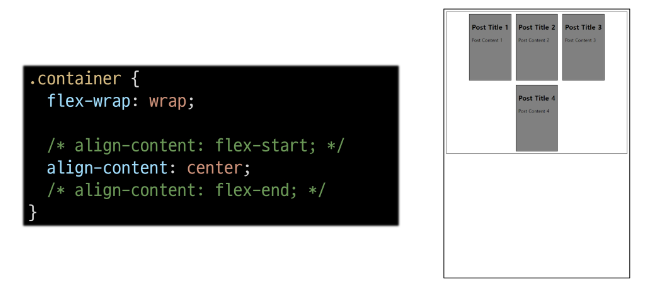 .container {
flex-wrap: wrap;
/* align-content: flex-start; */
align-content: center;
/* align-content: flex-end; */
}
Post Title 1
Post Content 1
Post Title 2
Post Content 2
Post Title 3
Post Content 3
Post Title 4
Post Content 4